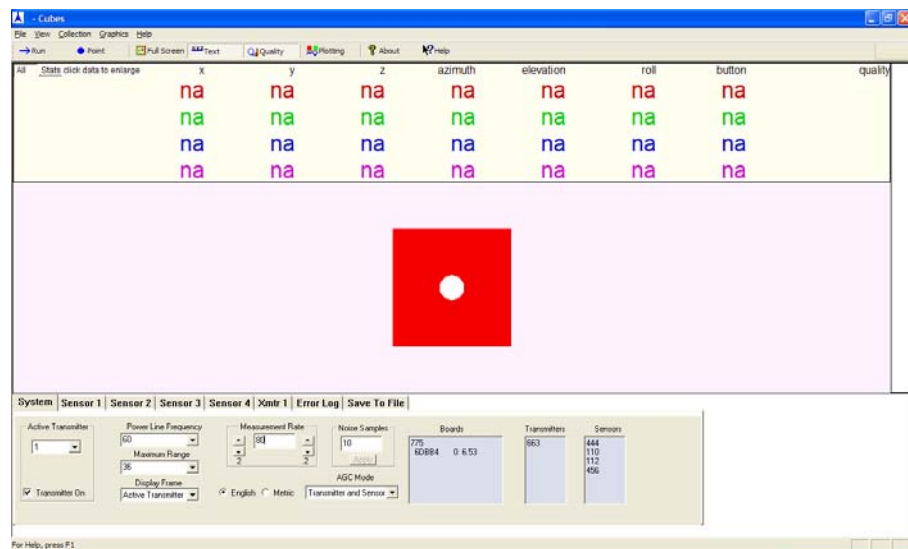 - Cubes
File View Collection Graphics Help
Run Point Full Screen Text Quality Plotting About Help
All Stats click data to enlarge x y z azimuth elevation roll button quality
na na na na na na na
na na na na na na na
na na na na na na na
na na na na na na na
System Sensor 1 Sensor 2 Sensor 3 Sensor 4 Xmtr 1 Error Log Save To File
Active Transmitter Power Line Frequency Measurement Rate Noise Samples Boards Transmitters Sensors
1 60 80 10 775 663 444
6DBB4 0 6.53 110
Maximum Range 2 2 Apply 112
36 456
Display Frame AGC Mode
Transmitter On Active Transmitter English Metric Transmitter and Sensor
For Help, press F1